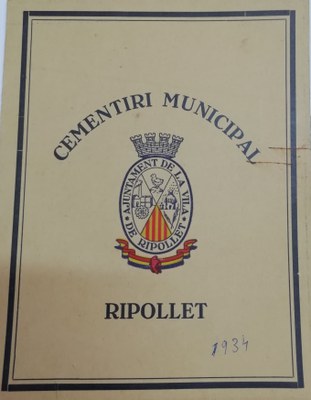 CEMENTIRI MUNICIPAL
· AJUNTAMENT DE LA VILA ·
DE RIPOLLET
RIPOLLET
1934